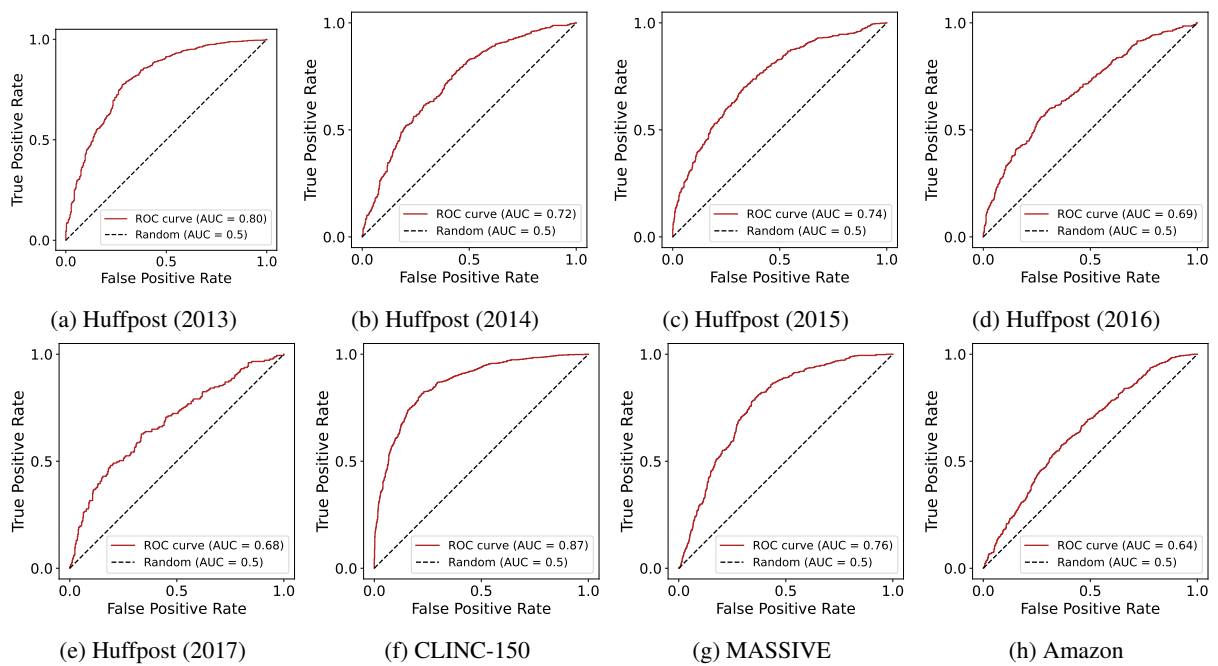 1.0
0.5
0.0
True Positive Rate
ROC curve (AUC = 0.80)
Random (AUC = 0.5)
0.0 0.5 1.0
False Positive Rate
(a) Huffpost (2013)
1.0
0.5
0.0
True Positive Rate
ROC curve (AUC = 0.72)
Random (AUC = 0.5)
0.0 0.5 1.0
False Positive Rate
(b) Huffpost (2014)
1.0
0.5
0.0
True Positive Rate
ROC curve (AUC = 0.74)
Random (AUC = 0.5)
0.0 0.5 1.0
False Positive Rate
(c) Huffpost (2015)
1.0
0.5
0.0
True Positive Rate
ROC curve (AUC = 0.69)
Random (AUC = 0.5)
0.0 0.5 1.0
False Positive Rate
(d) Huffpost (2016)
1.0
0.5
0.0
True Positive Rate
ROC curve (AUC = 0.68)
Random (AUC = 0.5)
0.0 0.5 1.0
False Positive Rate
(e) Huffpost (2017)
1.0
0.5
0.0
True Positive Rate
ROC curve (AUC = 0.87)
Random (AUC = 0.5)
0.0 0.5 1.0
False Positive Rate
(f) CLINC-150
1.0
0.5
0.0
True Positive Rate
ROC curve (AUC = 0.76)
Random (AUC = 0.5)
0.0 0.5 1.0
False Positive Rate
(g) MASSIVE
1.0
0.5
0.0
True Positive Rate
ROC curve (AUC = 0.64)
Random (AUC = 0.5)
0.0 0.5 1.0
False Positive Rate
(h) Amazon